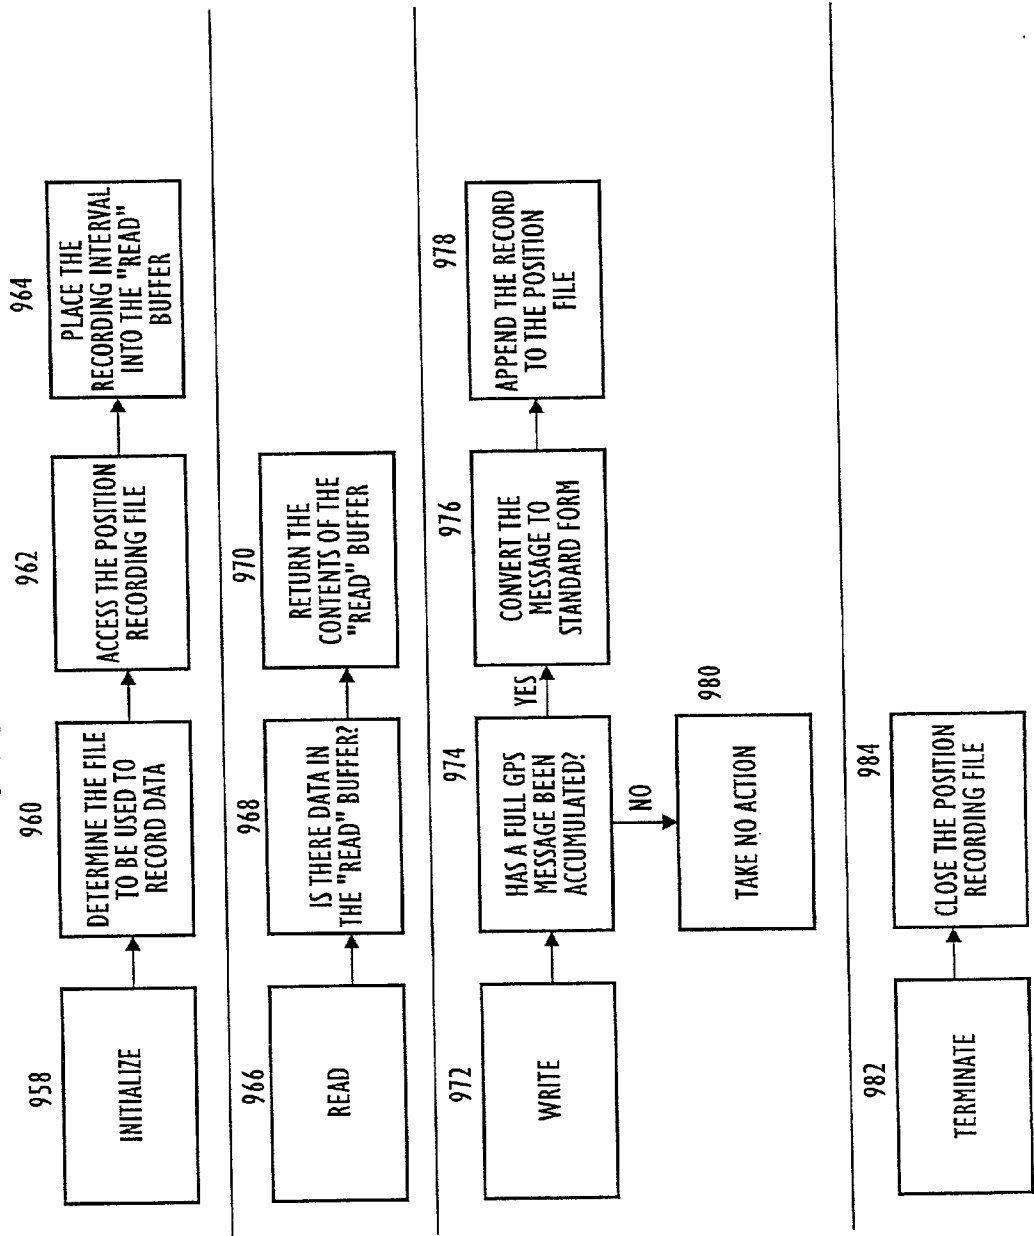 958
INITIALIZE
960
DETERMINE THE FILE
TO BE USED TO
RECORD DATA
962
ACCESS THE POSITION
RECORDING FILE
964
PLACE THE
RECORDING INTERVAL
INTO THE "READ"
BUFFER
966
READ
968
IS THERE DATA IN
THE "READ" BUFFER?
970
RETURN THE
CONTENTS OF THE
"READ" BUFFER
972
WRITE
974
HAS A FULL GPS
MESSAGE BEEN
ACCUMULATED?
YES
976
CONVERT THE
MESSAGE TO
STANDARD FORM
978
APPEND THE RECORD
TO THE POSITION
FILE
NO
980
TAKE NO ACTION
982
TERMINATE
984
CLOSE THE POSITION
RECORDING FILE